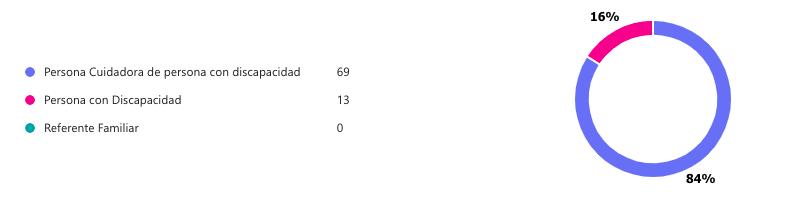 16%
Persona Cuidadora de persona con discapacidad 69
Persona con Discapacidad 13
Referente Familiar 0
84%